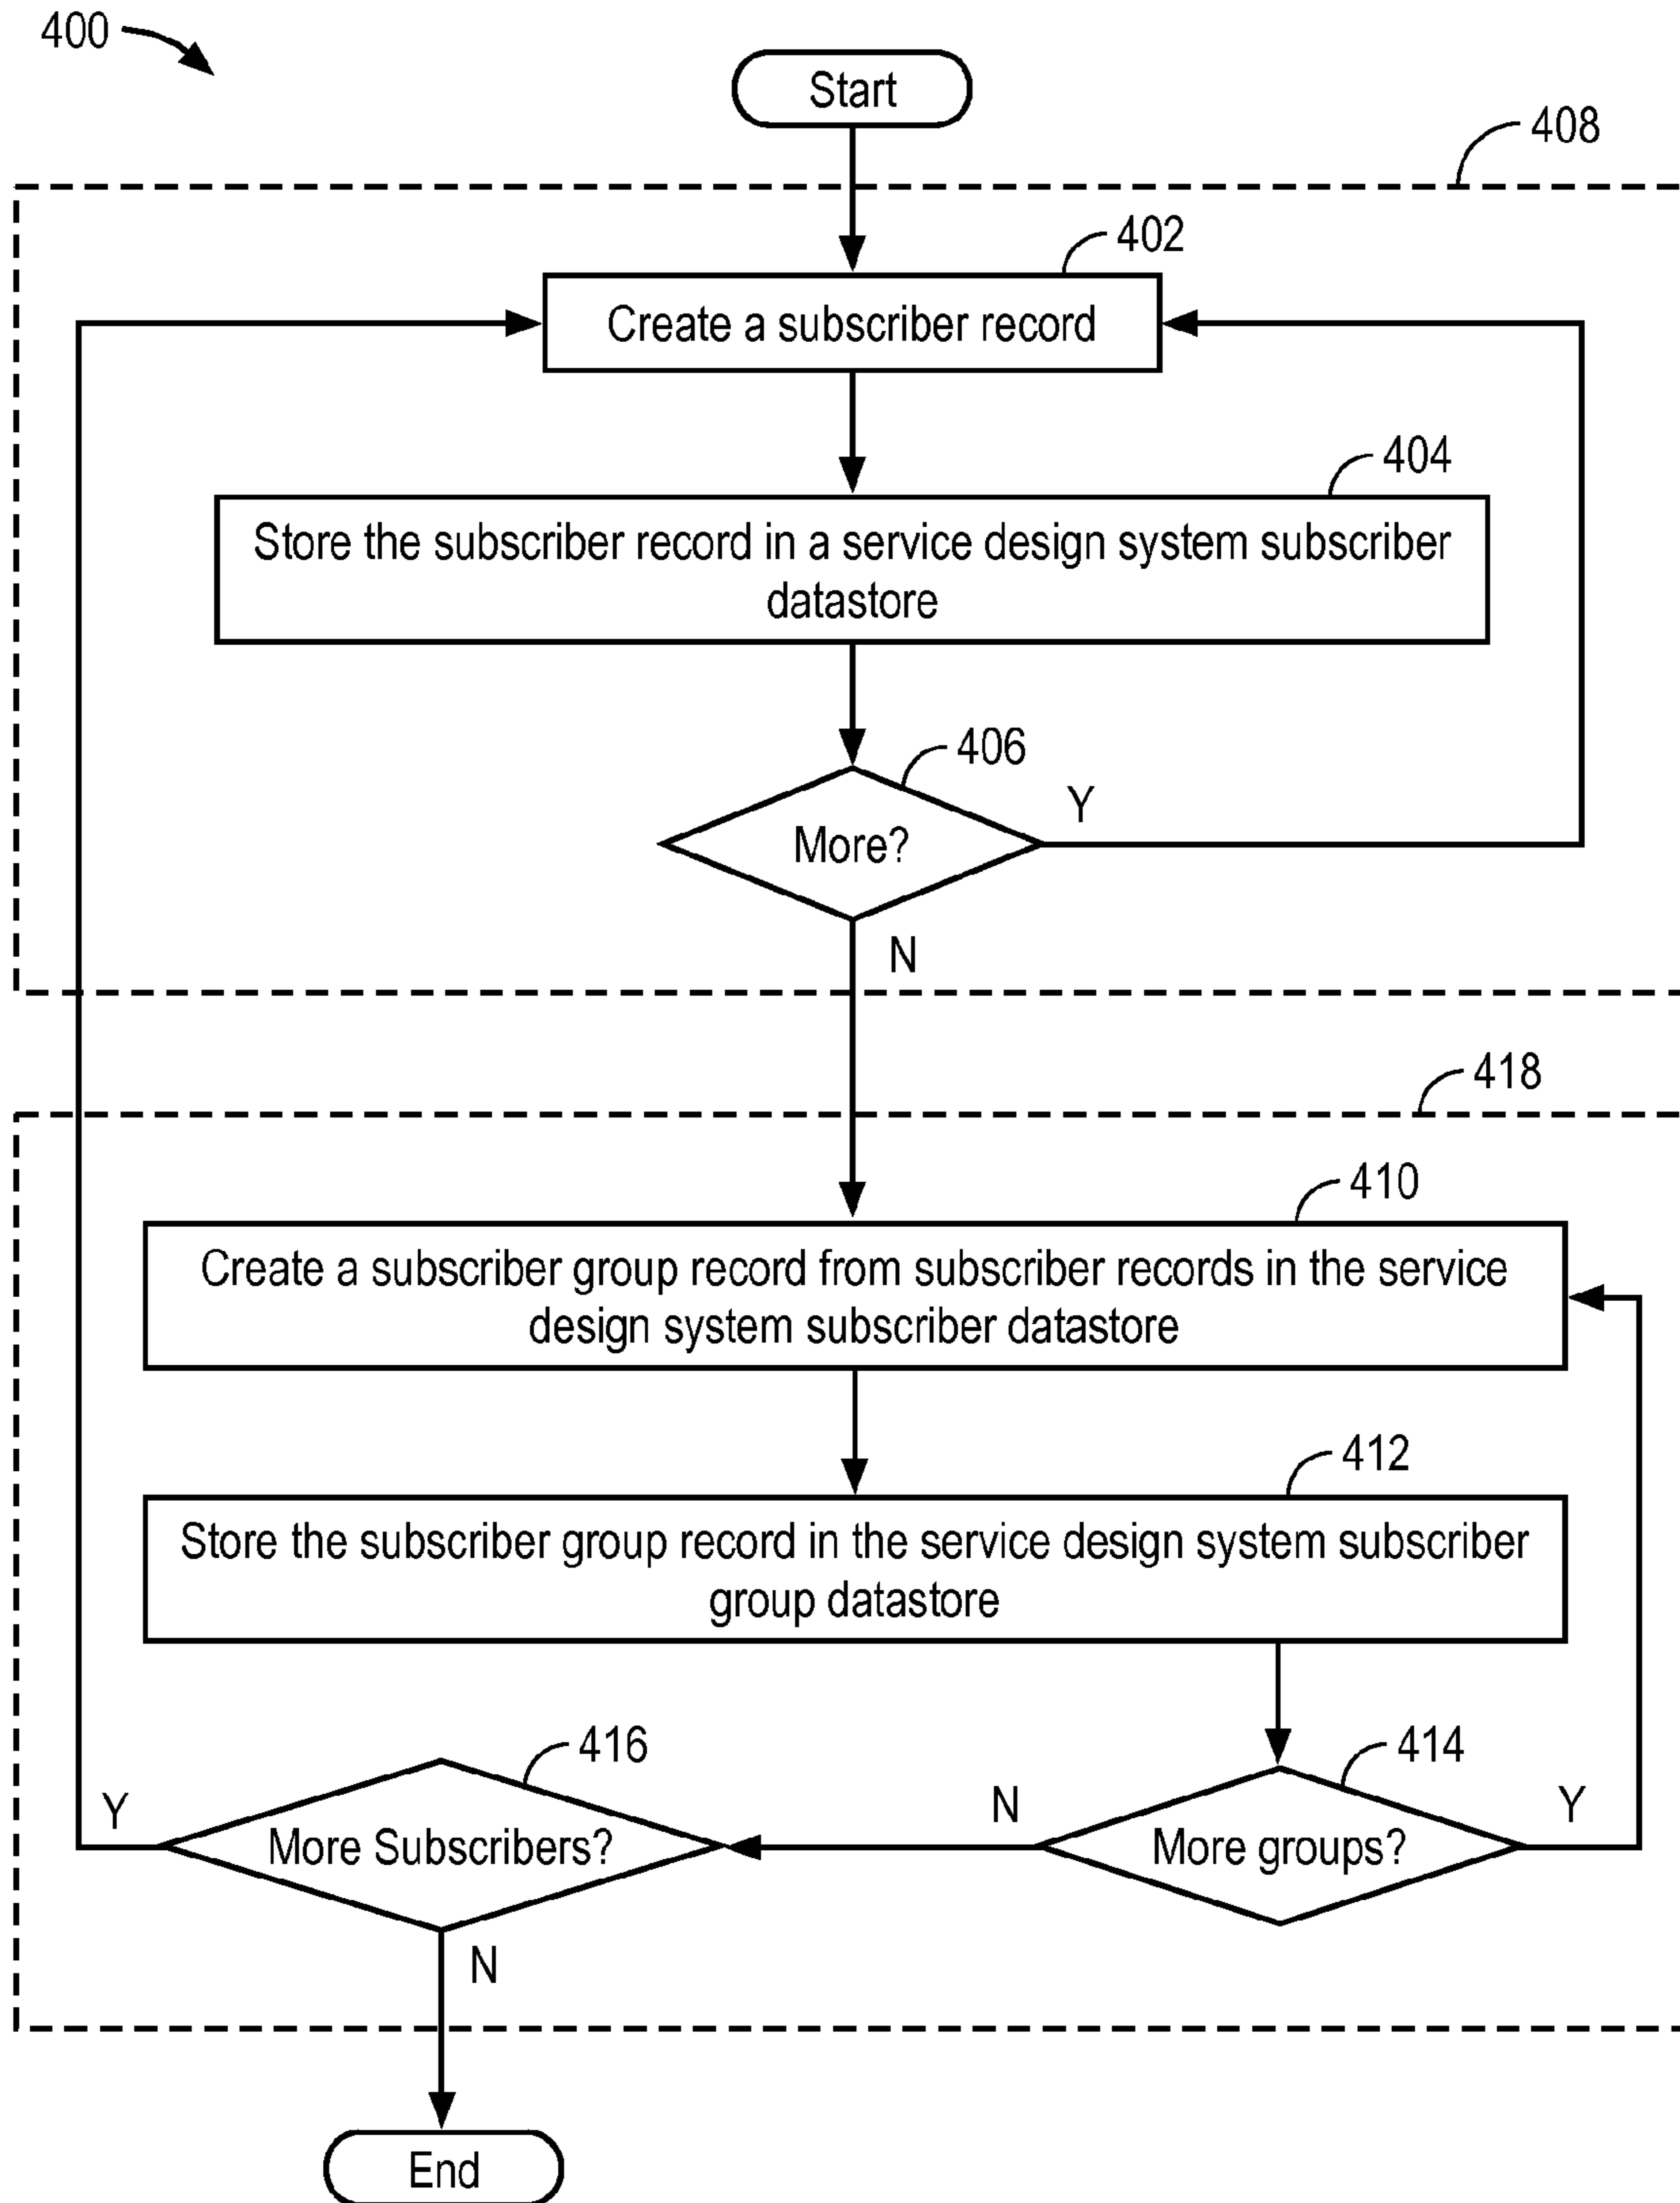 400
Start
408
402
Create a subscriber record
404
Store the subscriber record in a service design system subscriber
datastore
406
More?
Y
N
418
410
Create a subscriber group record from subscriber records in the service
design system subscriber datastore
412
Store the subscriber group record in the service design system subscriber
group datastore
416
414
Y
More Subscribers?
N
More groups?
Y
N
End